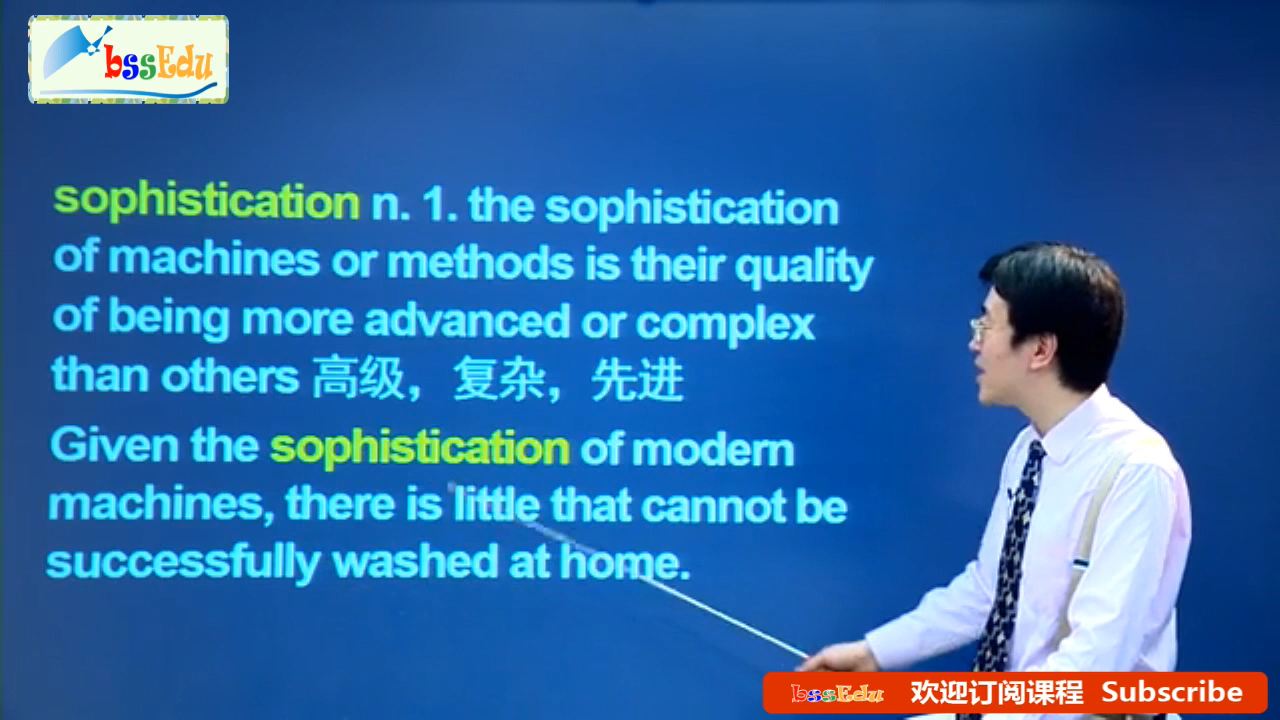 bssEdu
sophistication n. 1. the sophistication
of machines or methods is their quality
of being more advanced or complex
than others 高级，复杂，先进
Given the sophistication of modern
machines, there is little that cannot be
successfully washed at home.
bssEdu 欢迎订阅课程 Subscribe